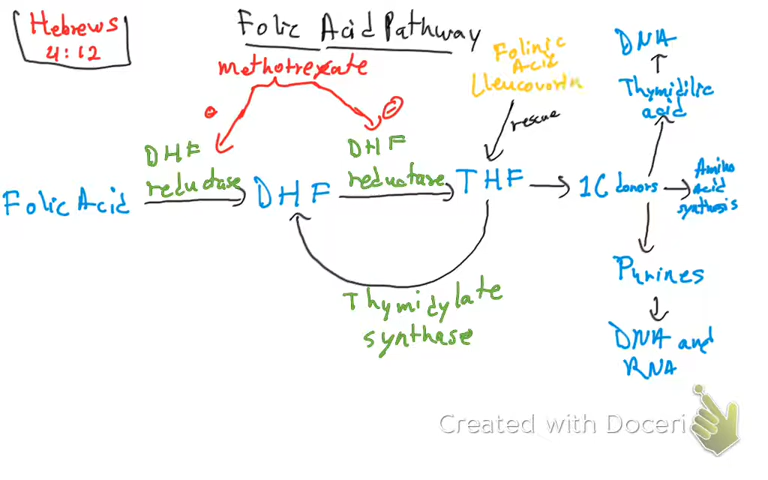 Hebrews
4:12
Folic Acid Pathway
methotrexate
Folinic
Acid
Lleucovorin
rescue
DNA
Thymidilic
acid
DHF
reductase
DHF
reductase
Folic Acid
DHF
THF
1C donors
Amino
acid
synthesis
Thymidylate
synthase
Purines
DNA and
RNA
Created with Doceri